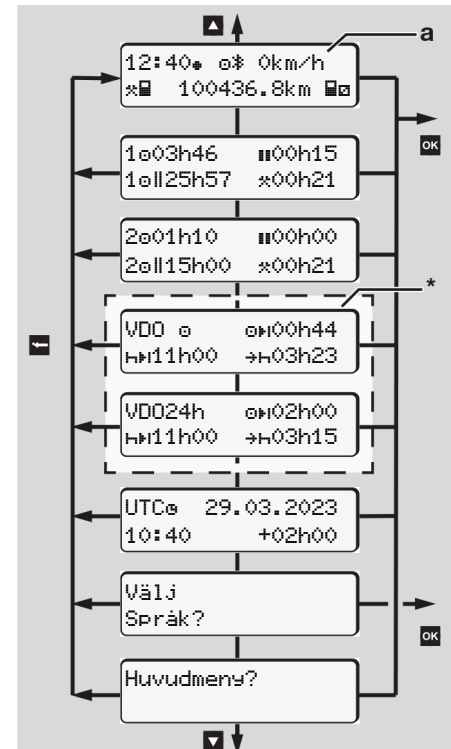 a
12:40 0km/h
100436.8km
OK
1 03h46 00h15
1 25h57 00h21
2 01h10 00h00
2 15h00 00h21
*
VDO 00h44
11h00 03h23
VDO24h 02h00
11h00 03h15
UTC 29.03.2023
10:40 +02h00
Välj
Språk?
OK
Huvudmeny?